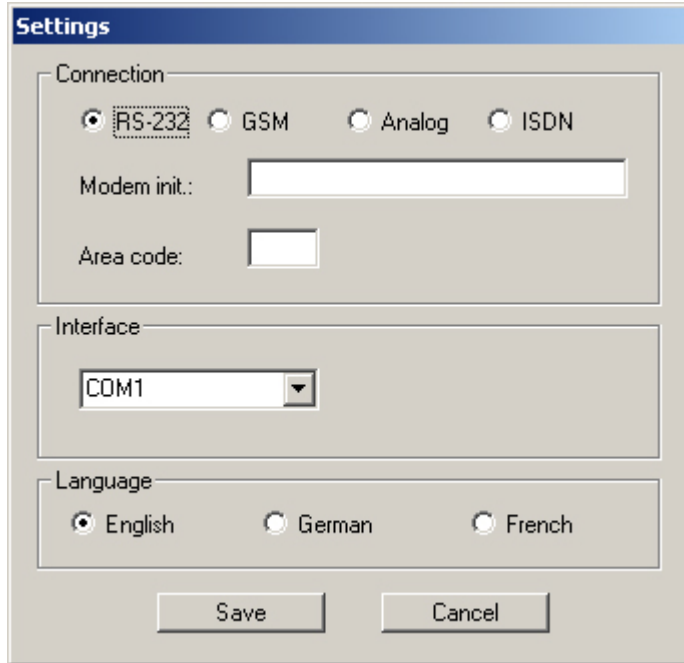 Settings
Connection
RS-232 GSM Analog ISDN
Modem init.:
Area code:
Interface
COM1
Language
English German French
Save Cancel